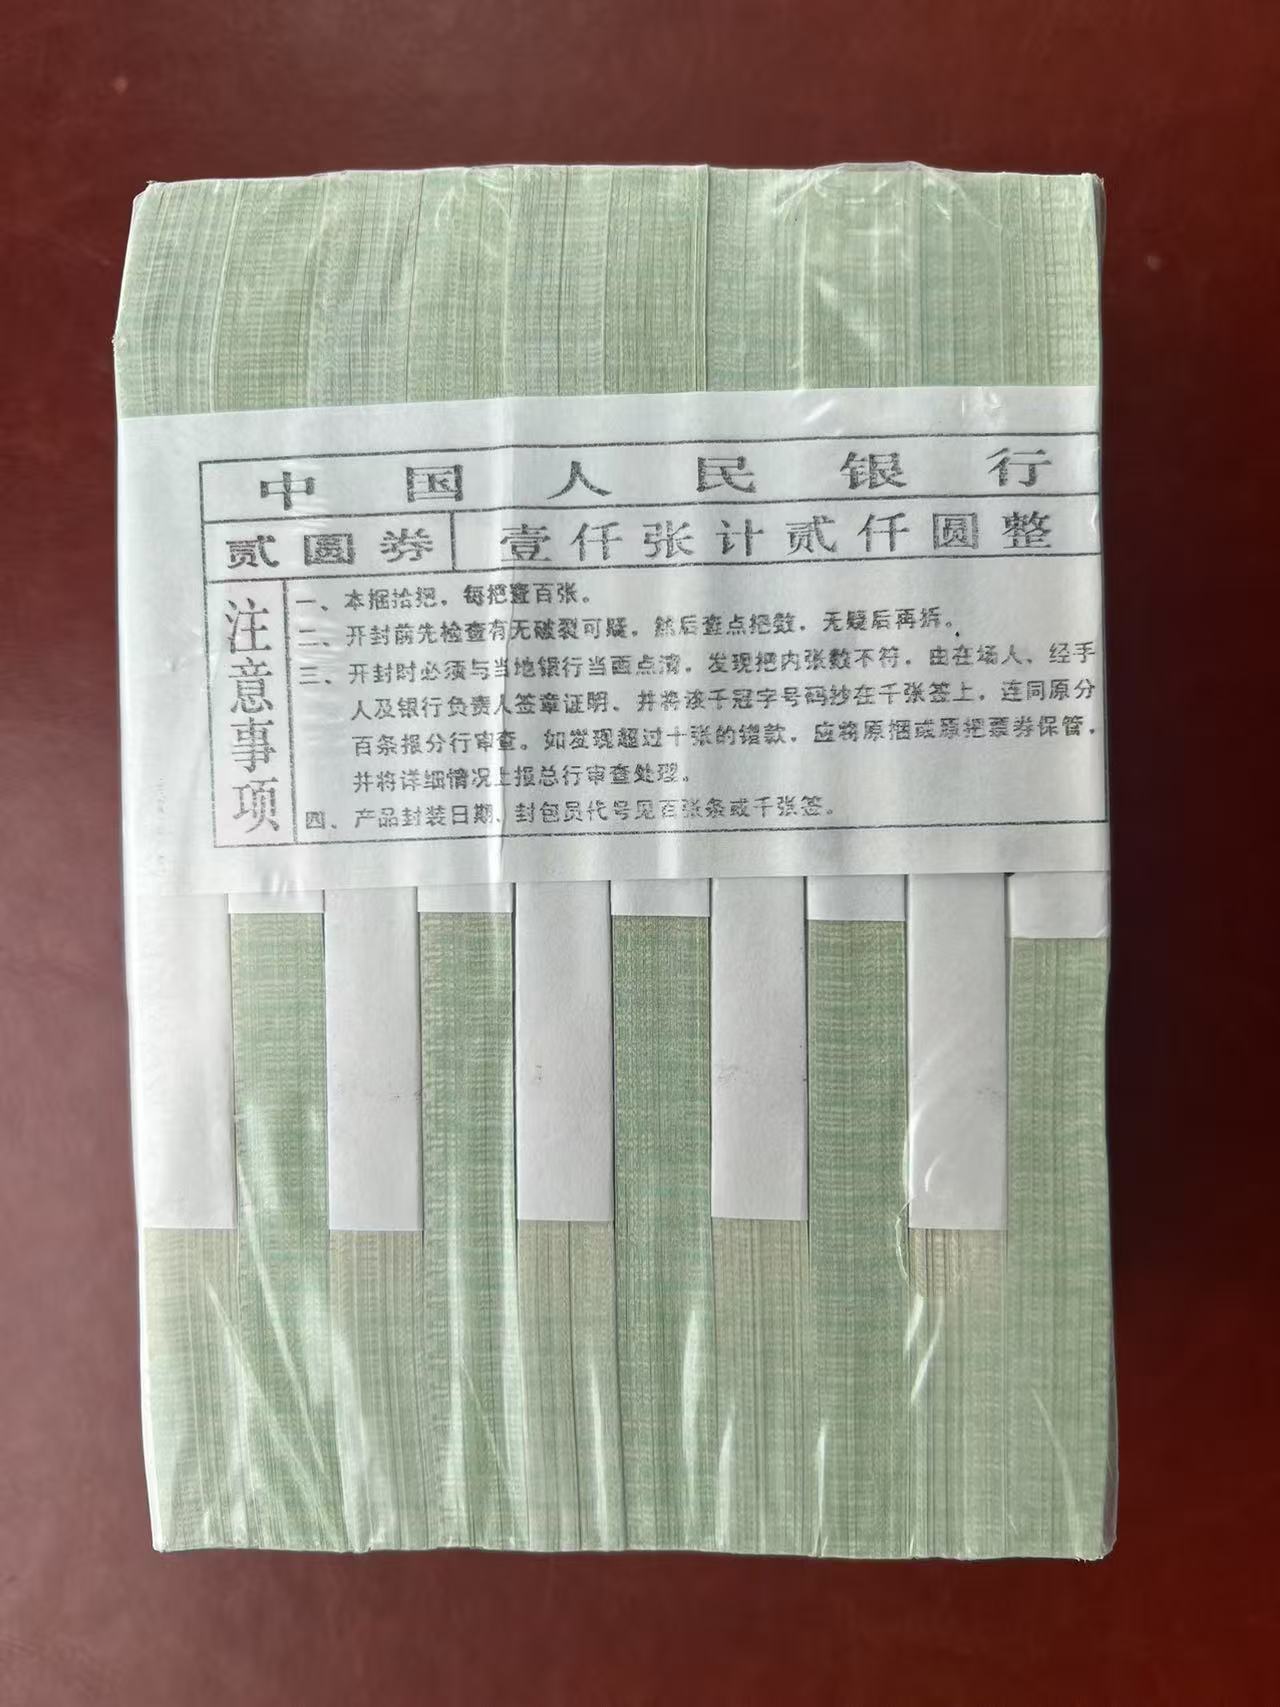 中国人民银行
贰圆券 壹仟张计贰仟圆整
注意事项
一、本捆拾把，每把壹百张。
二、开封前先检查有无破裂可疑，然后查点把数，无疑后再拆。
三、开封时必须与当地银行当面点清，发现把内张数不符，由在场人、经手
人及银行负责人签章证明、并将该千冠字号码抄在千张签上，连同原分
百条报分行审查。如发现超过十张的错款，应将原捆或原把票券保管，
并将详细情况上报总行审查处理。
四、产品封装日期、封包员代号见百张条或千张签。